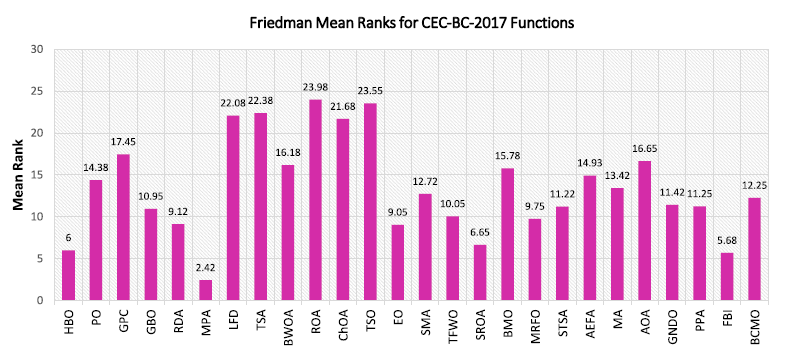 Friedman Mean Ranks for CEC-BC-2017 Functions
Mean Rank
30
25
20
15
10
5
0
6
14.38
17.45
10.95
9.12
2.42
22.08
22.38
16.18
23.98
21.68
23.55
9.05
12.72
10.05
6.65
15.78
9.75
11.22
14.93
13.42
16.65
11.42
11.25
5.68
12.25
HBO
PO
GPC
GBO
RDA
MPA
LFD
TSA
BWOA
ROA
ChOA
TSO
EO
SMA
TFWO
SROA
BMO
MRFO
STSA
AEFA
MA
AOA
GNDO
PPA
FBI
BCMO